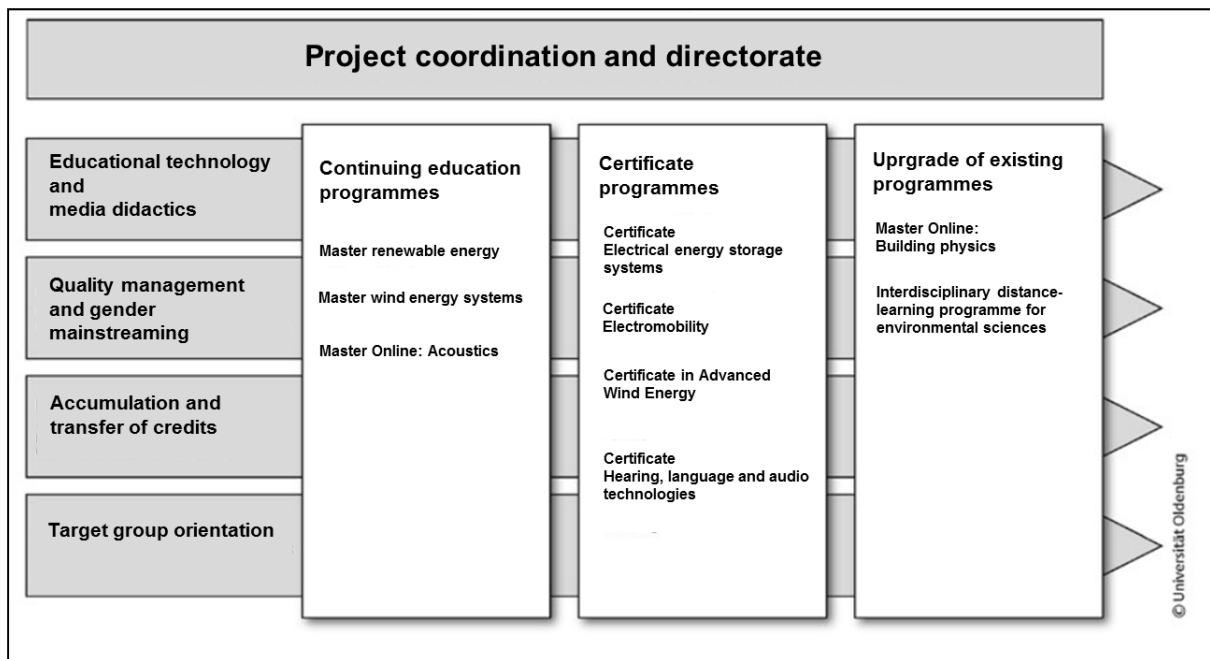 Project coordination and directorate
Educational technology
and
media didactics
Quality management
and gender
mainstreaming
Accumulation and
transfer of credits
Target group orientation
Continuing education
programmes
Master renewable energy
Master wind energy systems
Master Online: Acoustics
Certificate
programmes
Certificate
Electrical energy storage
systems
Certificate
Electromobility
Certificate in Advanced
Wind Energy
Certificate
Hearing, language and audio
technologies
Uprgrade of existing
programmes
Master Online:
Building physics
Interdisciplinary distance-
learning programme for
environmental sciences
© Universität Oldenburg